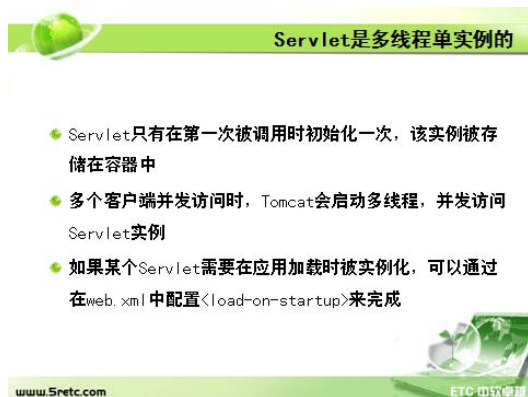 Servlet是多线程单实例的
Servlet只有在第一次被调用时初始化一次，该实例被存
储在容器中
多个客户端并发访问时，Tomcat会启动多线程，并发访问
Servlet实例
如果某个Servlet需要在应用加载时被实例化，可以通过
在web.xml中配置<load-on-startup>来完成
www.5retc.com
ETC 中软卓越